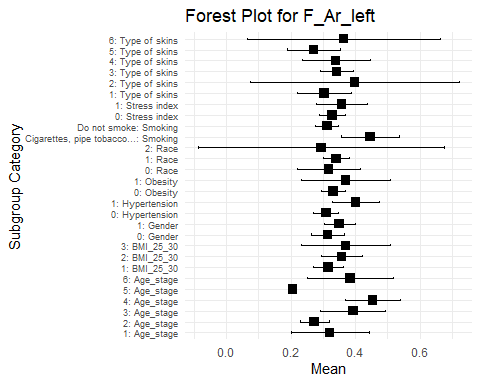 Forest Plot for F_Ar_left
Subgroup Category
6: Type of skins
5: Type of skins
4: Type of skins
3: Type of skins
2: Type of skins
1: Type of skins
1: Stress index
0: Stress index
Do not smoke: Smoking
Cigarettes, pipe tobacco...: Smoking
2: Race
1: Race
0: Race
1: Obesity
0: Obesity
1: Hypertension
0: Hypertension
1: Gender
0: Gender
3: BMI_25_30
2: BMI_25_30
1: BMI_25_30
6: Age_stage
5: Age_stage
4: Age_stage
3: Age_stage
2: Age_stage
1: Age_stage
0.0 0.2 0.4 0.6
Mean